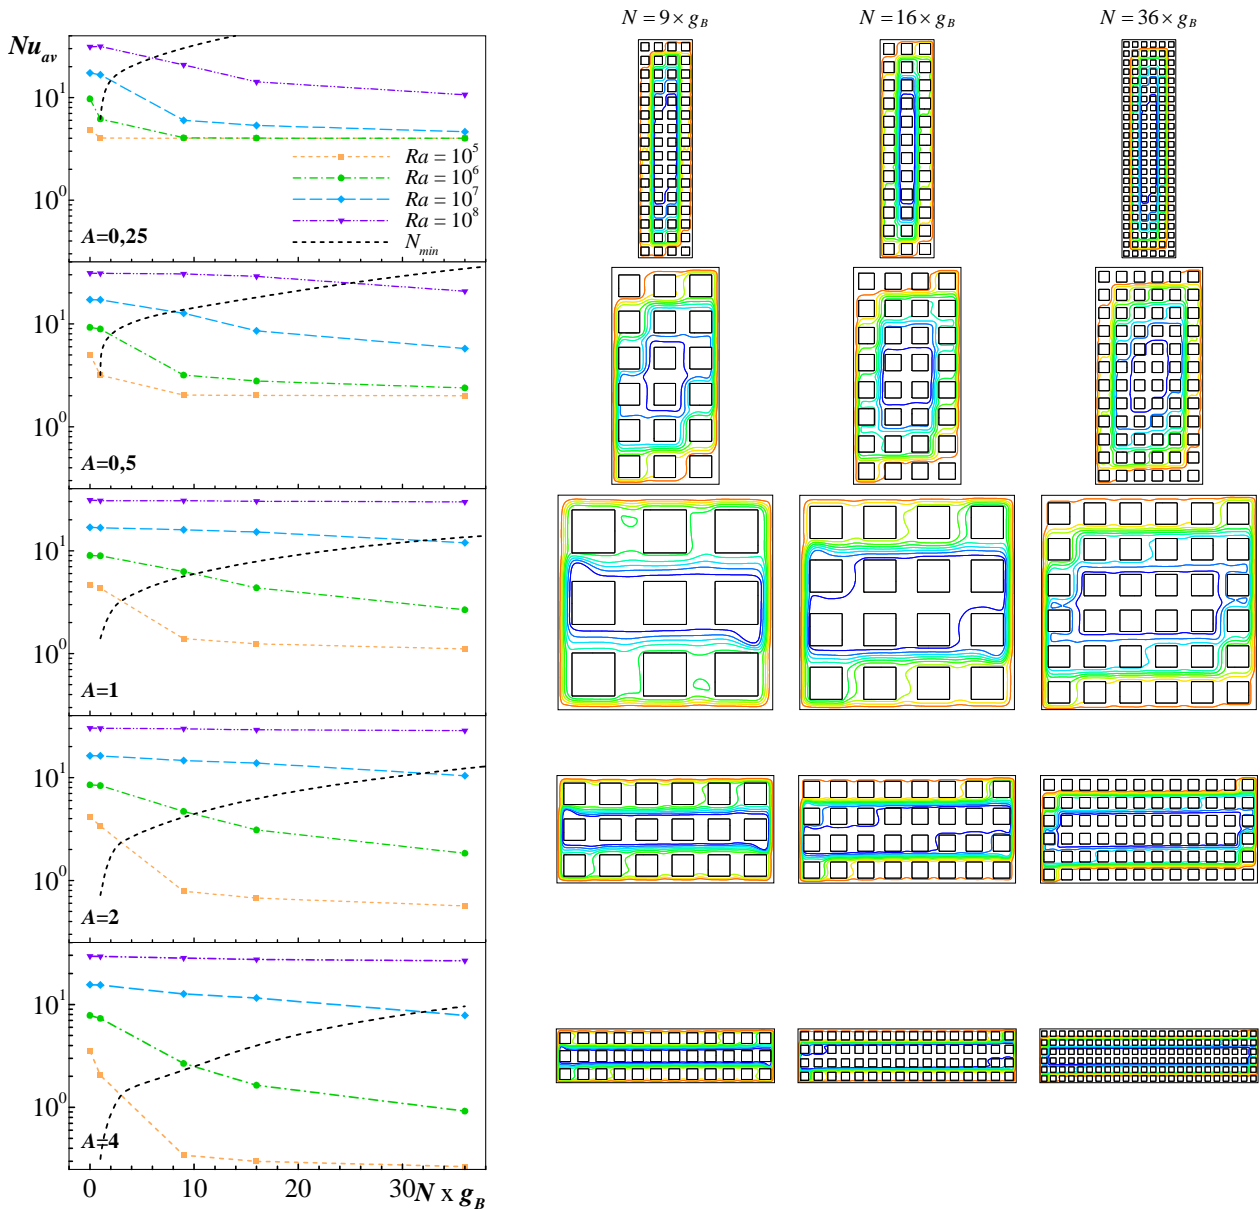 Nu_av
10^1
10^0
Ra = 10^5
Ra = 10^6
Ra = 10^7
Ra = 10^8
N_min
A=0,25
10^1
10^0
A=0,5
10^1
10^0
A=1
10^1
10^0
A=2
10^1
10^0
A=4
0 10 20 30 N x g_B
N = 9 × g_B
N = 16 × g_B
N = 36 × g_B